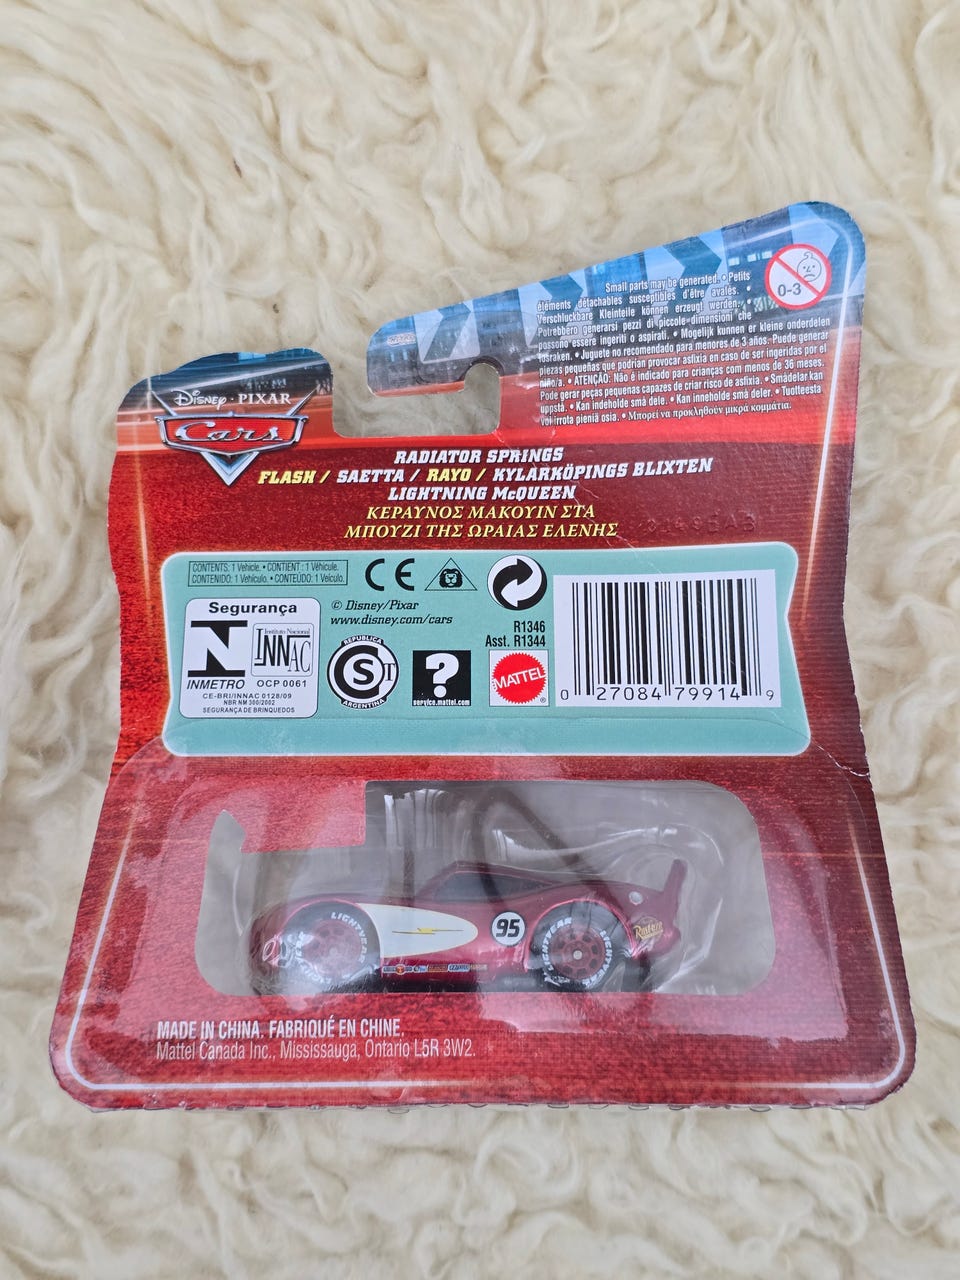 Small parts may be generated. • Petits
éléments détachables susceptibles d'être avalés. •
Verschluckbare Kleinteile können erzeugt werden. •
Potrebbero generarsi pezzi di piccole dimensioni che
possono essere ingeriti o aspirati. • Mogelijk kunnen er kleine onderdelen
losraken. • Juguete no recomendado para menores de 3 años. Puede generar
piezas pequeñas que podrían provocar asfixia en caso de ser ingeridas por el
niño/a. • ATENÇÃO: Não é indicado para crianças com menos de 36 meses.
Pode gerar peças pequenas capazes de criar risco de asfixia. • Smådelar kan
uppstå. • Kan indeholde små dele. • Kan inneholde små deler. • Tuotteesta
voi irrota pieniä osia. • Μπορεί να προκληθούν μικρά κομμάτια.
0-3
DISNEY · PIXAR
Cars
RADIATOR SPRINGS
FLASH / SAETTA / RAYO / KYLARKÖPINGS BLIXTEN
LIGHTNING McQUEEN
ΚΕΡΑΥΝΟΣ ΜΑΚΟΥΙΝ ΣΤΑ
ΜΠΟΥΖΙ ΤΗΣ ΩΡΑΙΑΣ ΕΛΕΝΗΣ
CONTENTS: 1 Vehicle. • CONTIENT : 1 Véhicule.
CONTENIDO: 1 Vehículo. • CONTEÚDO: 1 Veículo.
CE
© Disney/Pixar
www.disney.com/cars
R1346
Asst. R1344
Segurança
INMETRO
Instituto Nacional
INNAC
OCP 0061
CE-BRI/INNAC 0128/09
NBR NM 300/2002
SEGURANÇA DE BRINQUEDOS
REPUBLICA
S
ARGENTINA
?
service.mattel.com
MATTEL
®
0 27084 79914 9
LIGHTYEAR
95
LIGHTYEAR
LIGHTYEAR
Rust-eze
MADE IN CHINA. FABRIQUÉ EN CHINE.
Mattel Canada Inc., Mississauga, Ontario L5R 3W2.